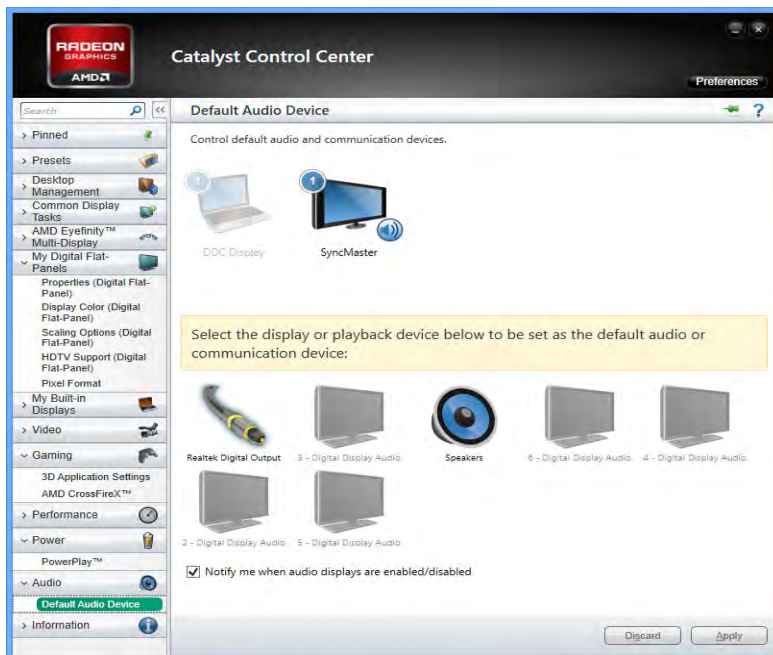 RADEON
GRAPHICS
AMD
Catalyst Control Center
Preferences
Search
<<
Default Audio Device
?
> Pinned
> Presets
> Desktop
Management
> Common Display
Tasks
> AMD Eyefinity™
Multi-Display
My Digital Flat-
Panels
Properties (Digital Flat-
Panel)
Display Color (Digital
Flat-Panel)
Scaling Options (Digital
Flat-Panel)
HDTV Support (Digital
Flat-Panel)
Pixel Format
> My Built-in
Displays
> Video
Gaming
3D Application Settings
AMD CrossFireX™
> Performance
Power
PowerPlay™
Audio
Default Audio Device
> Information
Control default audio and communication devices.
1
1
DDC Display
SyncMaster
Select the display or playback device below to be set as the default audio or
communication device:
Realtek Digital Output
3 - Digital Display Audio
Speakers
6 - Digital Display Audio
4 - Digital Display Audio
2 - Digital Display Audio
5 - Digital Display Audio
Notify me when audio displays are enabled/disabled
Discard
Apply